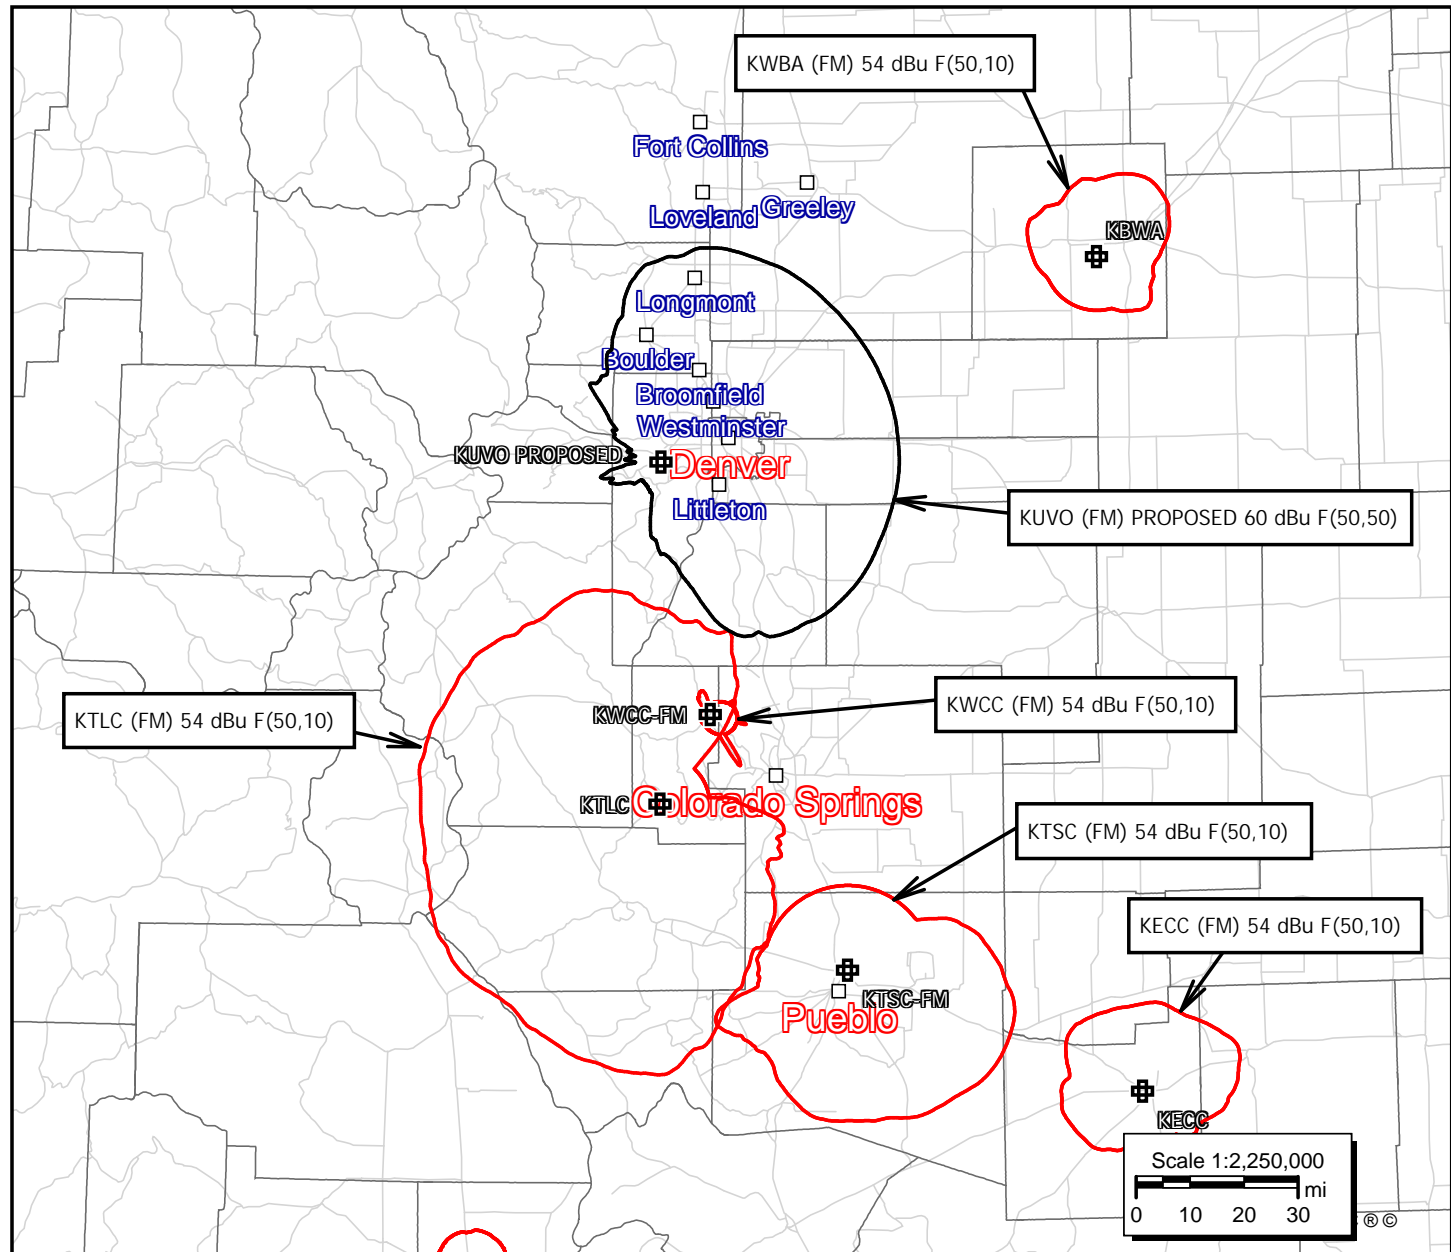 KWBA (FM) 54 dBu F(50,10)
Fort Collins
Loveland
Greeley
KBWA
Longmont
Boulder
Broomfield
Westminster
KUVO PROPOSED
Denver
Littleton
KUVO (FM) PROPOSED 60 dBu F(50,50)
KTLC (FM) 54 dBu F(50,10)
KWCC-FM
KWCC (FM) 54 dBu F(50,10)
KTLC
Colorado Springs
KTSC (FM) 54 dBu F(50,10)
KECC (FM) 54 dBu F(50,10)
KTSC-FM
Pueblo
KECC
Scale 1:2,250,000
mi
0 10 20 30
® ©